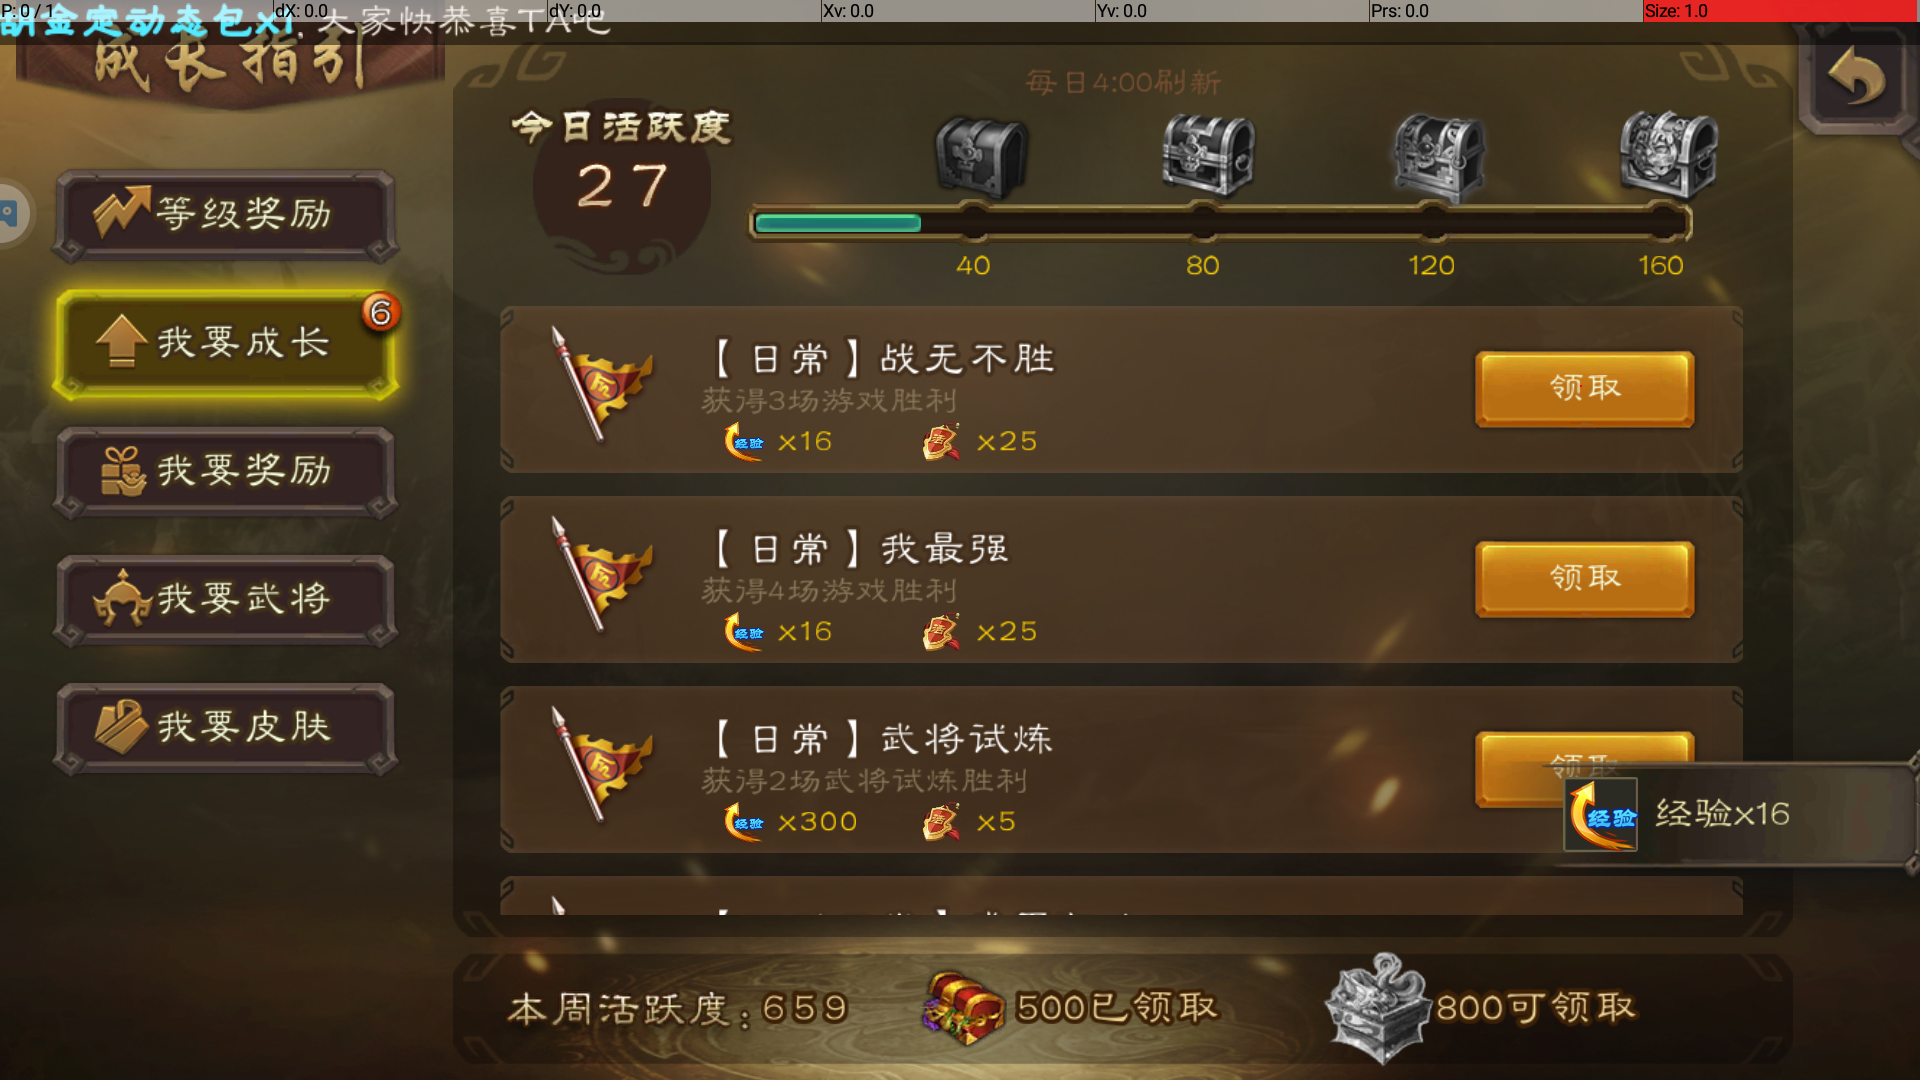 P: 0 / 1 dX: 0.0 dY: 0.0 Xv: 0.0 Yv: 0.0 Prs: 0.0 Size: 1.0
胡金定动态包x1, 大家快恭喜TA吧
成长指引
每日4:00刷新
今日活跃度
27
40 80 120 160
等级奖励
我要成长
6
我要奖励
我要武将
我要皮肤
【日常】战无不胜
获得3场游戏胜利
经验 x16 活 x25
领取
【日常】我最强
获得4场游戏胜利
经验 x16 活 x25
领取
【日常】武将试炼
获得2场武将试炼胜利
经验 x300 活 x5
领取
经验 经验x16
本周活跃度: 659
500已领取
800可领取